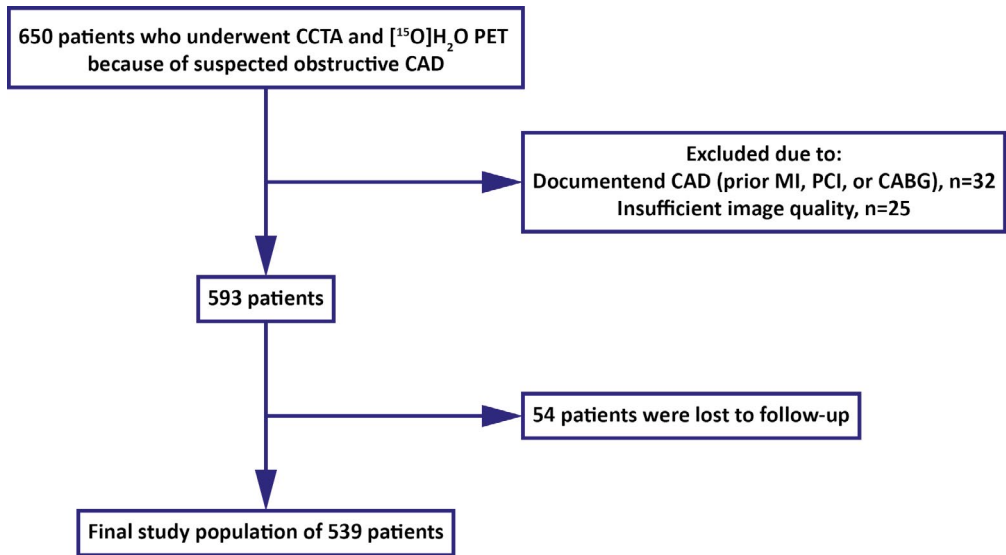 650 patients who underwent CCTA and [¹⁵O]H₂O PET
because of suspected obstructive CAD
Excluded due to:
Documentend CAD (prior MI, PCI, or CABG), n=32
Insufficient image quality, n=25
593 patients
54 patients were lost to follow-up
Final study population of 539 patients